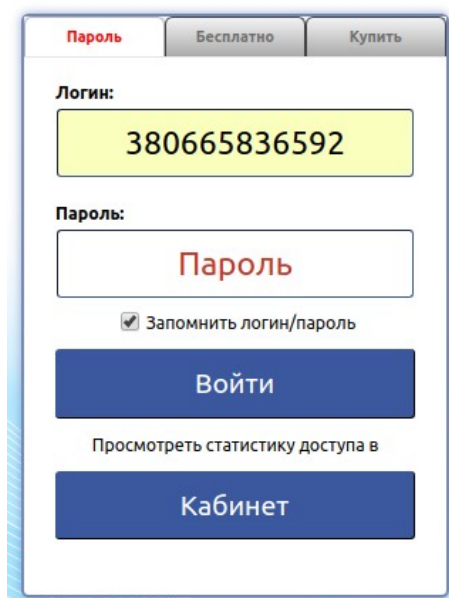 Пароль Бесплатно Купить
Логин:
380665836592
Пароль:
Пароль
Запомнить логин/пароль
Войти
Просмотреть статистику доступа в
Кабинет